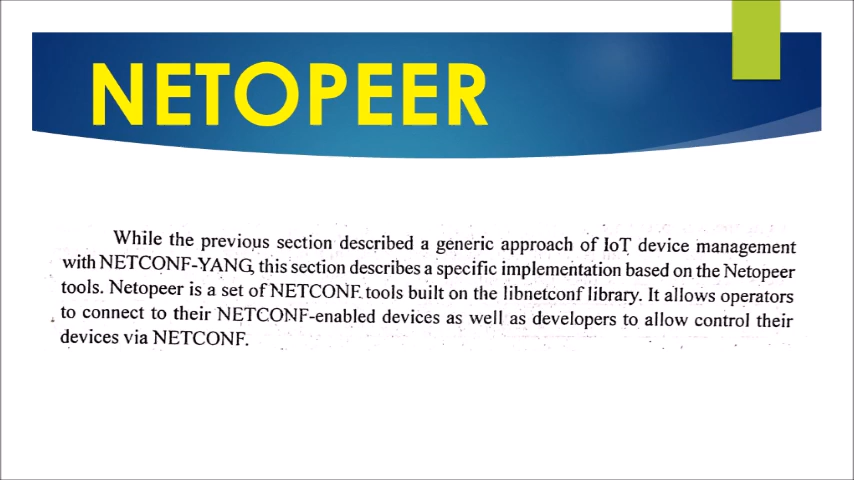 NETOPEER
While the previous section described a generic approach of IoT device management
with NETCONF-YANG, this section describes a specific implementation based on the Netopeer
tools. Netopeer is a set of NETCONF tools built on the libnetconf library. It allows operators
to connect to their NETCONF-enabled devices as well as developers to allow control their
devices via NETCONF.